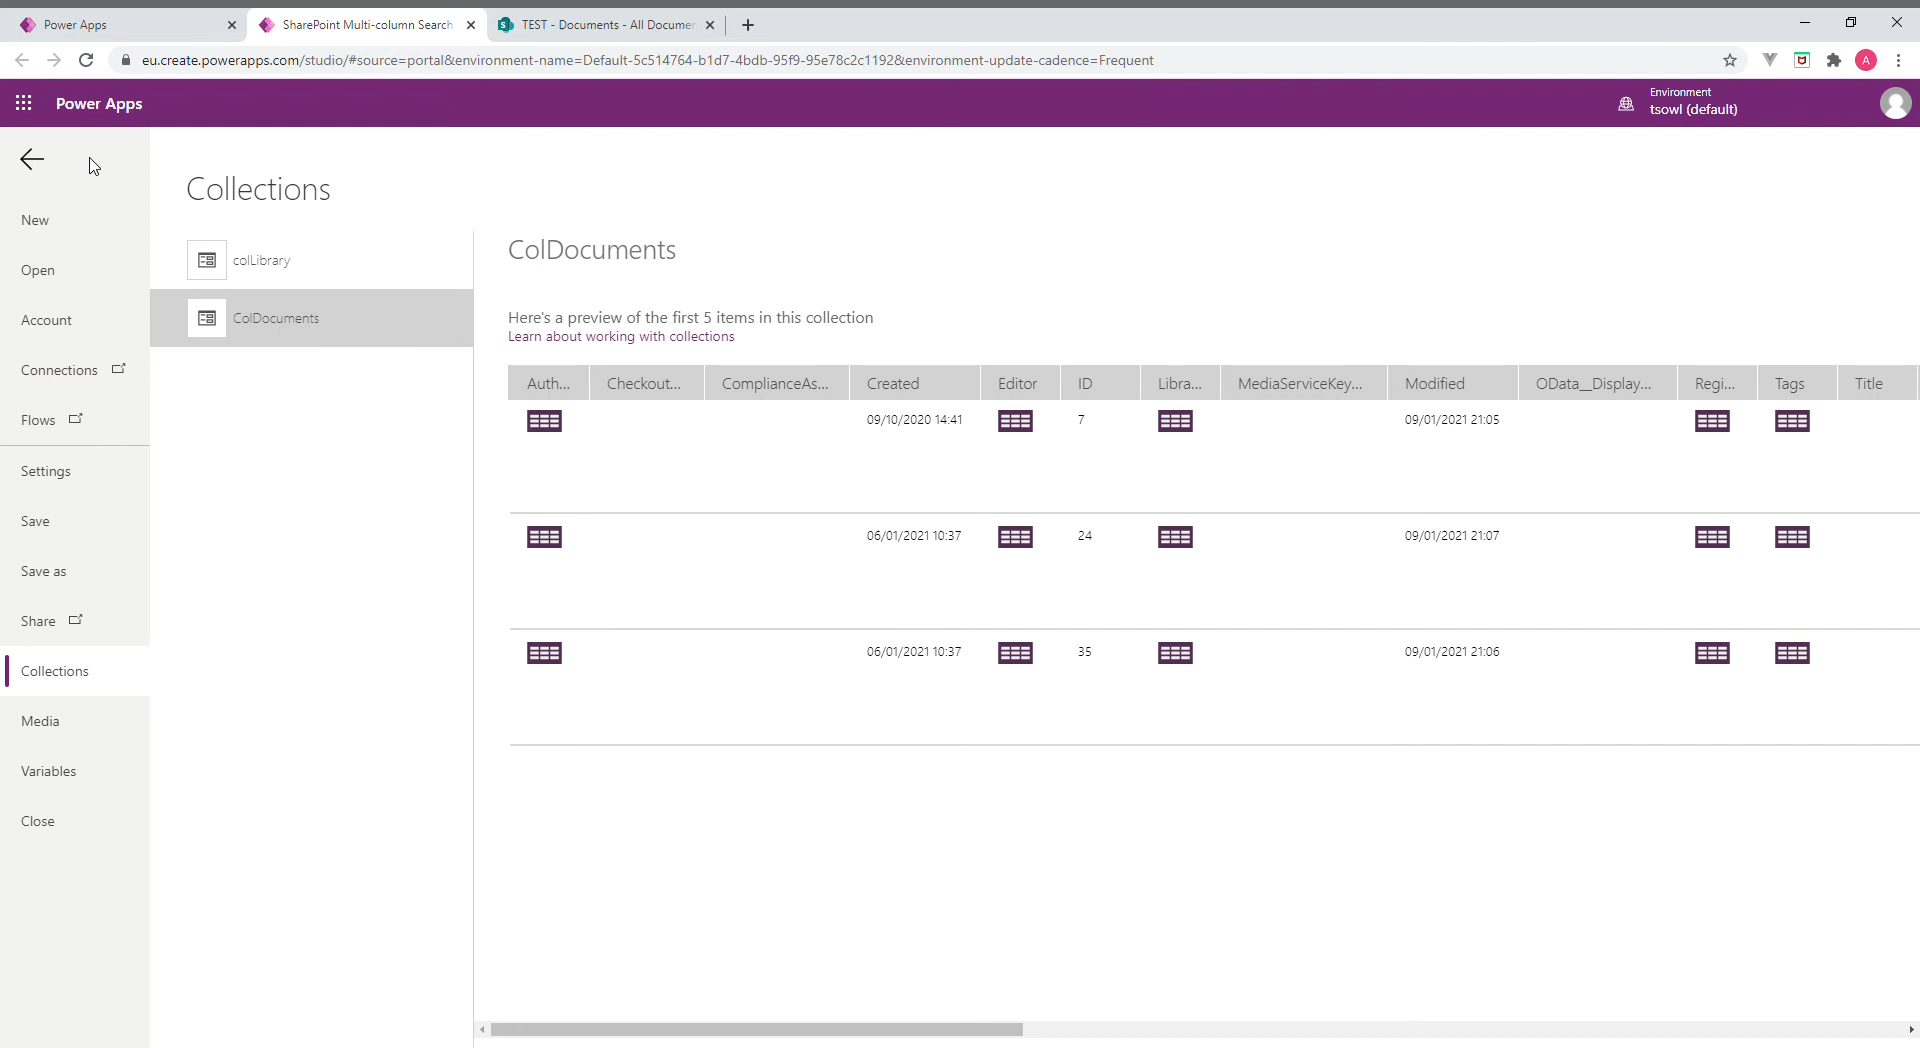 Power Apps
SharePoint Multi-column Search
TEST - Documents - All Documen
eu.create.powerapps.com/studio/#source=portal&environment-name=Default-5c514764-b1d7-4bdb-95f9-95e78c2c1192&environment-update-cadence=Frequent
A
Power Apps
Environment
tsowl (default)
New
Open
Account
Connections
Flows
Settings
Save
Save as
Share
Collections
Media
Variables
Close
Collections
colLibrary
ColDocuments
ColDocuments
Here's a preview of the first 5 items in this collection
Learn about working with collections
Auth... Checkout... ComplianceAs... Created Editor ID Libra... MediaServiceKey... Modified OData__Display... Regi... Tags Title
09/10/2020 14:41 7 09/01/2021 21:05
06/01/2021 10:37 24 09/01/2021 21:07
06/01/2021 10:37 35 09/01/2021 21:06